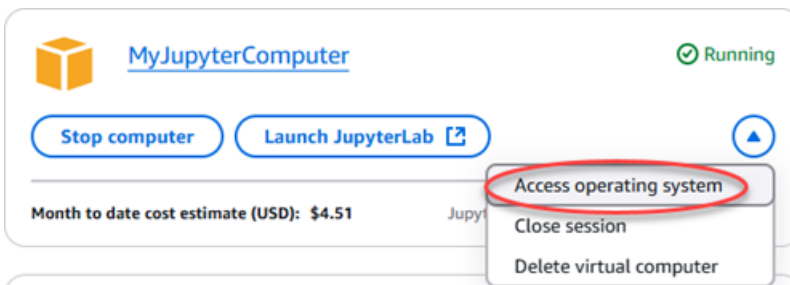 MyJupyterComputer
Running
Stop computer
Launch JupyterLab
Access operating system
Month to date cost estimate (USD): $4.51
Jupyt
Close session
Delete virtual computer